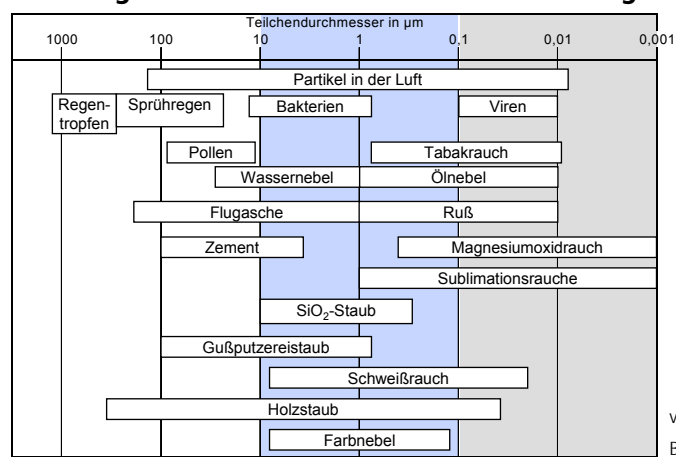 Teilchendurchmesser in µm
1000 100 10 1 0.1 0,01 0,001
Partikel in der Luft
Regen-
tropfen
Sprühregen
Bakterien
Viren
Pollen
Tabakrauch
Wassernebel
Ölnebel
Flugasche
Ruß
Zement
Magnesiumoxidrauch
Sublimationsrauche
SiO₂-Staub
Gußputzereistaub
Schweißrauch
Holzstaub
Farbnebel